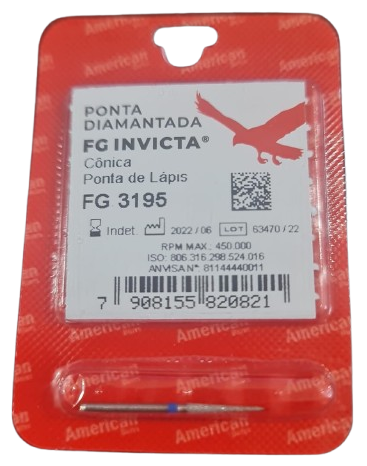 American
PONTA
DIAMANTADA
FG INVICTA®
Cônica
Ponta de Lápis
FG 3195
Indet 2022 / 06 LOT 63470 / 22
RPM MAX.: 450.000
ISO: 806.316.298.524.016
ANVISA Nº: 81144440011
7 908155 820821
American
American
American
American